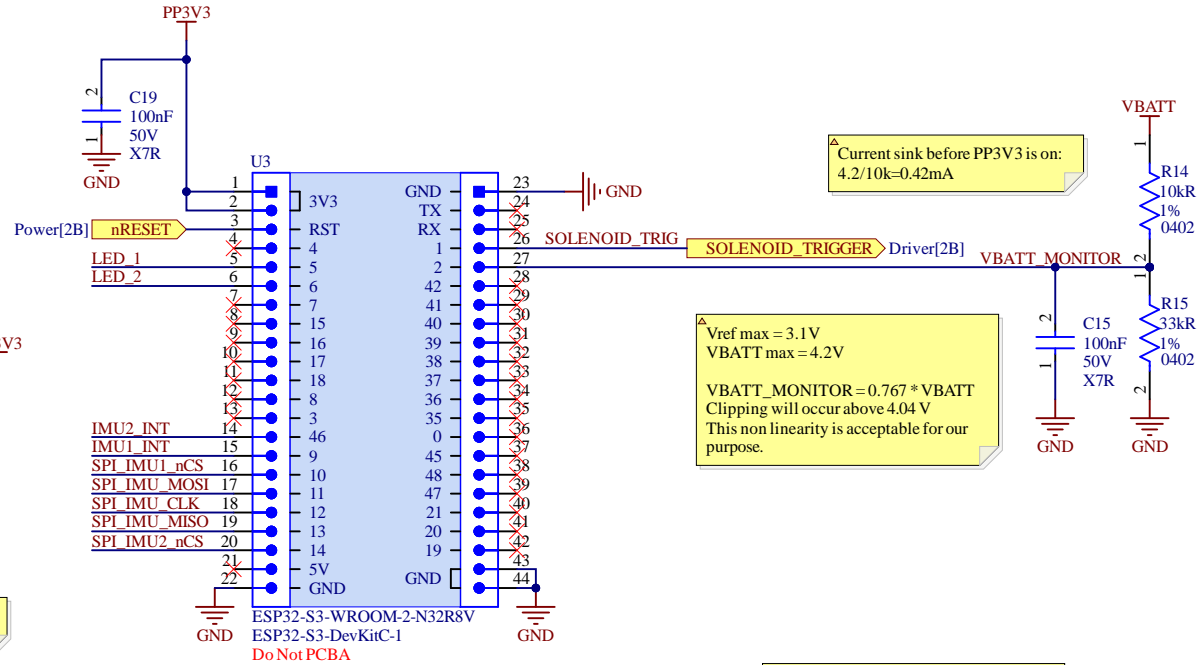 PP3V3
C19
100nF
50V
X7R
2
1
GND
U3
1
2
3
4
5
6
7
8
9
10
11
12
13
14
15
16
17
18
19
20
21
22
3V3
RST
4
5
6
7
15
16
17
18
8
3
46
9
10
11
12
13
14
5V
GND
Power[2B]
nRESET
LED_1
LED_2
V3
IMU2_INT
IMU1_INT
SPI_IMU1_nCS
SPI_IMU_MOSI
SPI_IMU_CLK
SPI_IMU_MISO
SPI_IMU2_nCS
GND
GND
TX
RX
1
2
42
41
40
39
38
37
36
35
0
45
48
47
21
20
19
GND
23
24
25
26
27
28
29
30
31
32
33
34
35
36
37
38
39
40
41
42
43
44
GND
GND
ESP32-S3-WROOM-2-N32R8V
ESP32-S3-DevKitC-1
Do Not PCBA
SOLENOID_TRIG
SOLENOID_TRIGGER
Driver[2B]
VBATT_MONITOR
Current sink before PP3V3 is on:
4.2/10k=0.42mA
Vref max = 3.1V
VBATT max = 4.2V
VBATT_MONITOR = 0.767 * VBATT
Clipping will occur above 4.04 V
This non linearity is acceptable for our
purpose.
VBATT
1
R14
10kR
1%
0402
2
1
R15
33kR
1%
0402
2
GND
2
C15
100nF
50V
X7R
1
GND